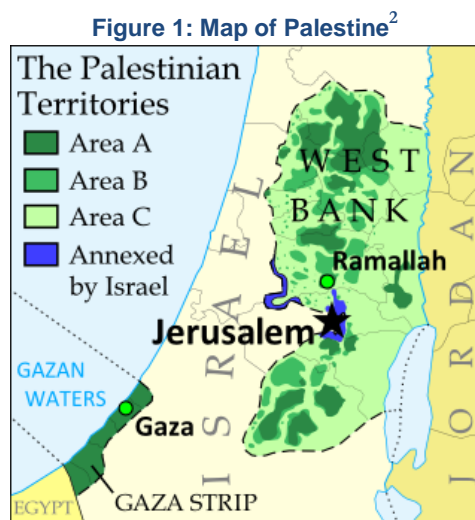 Figure 1: Map of Palestine2
The Palestinian
Territories
Area A
Area B
Area C
Annexed
by Israel
WEST
BANK
Ramallah
Jerusalem
ISRAEL
JORDAN
GAZAN
WATERS
Gaza
GAZA STRIP
EGYPT